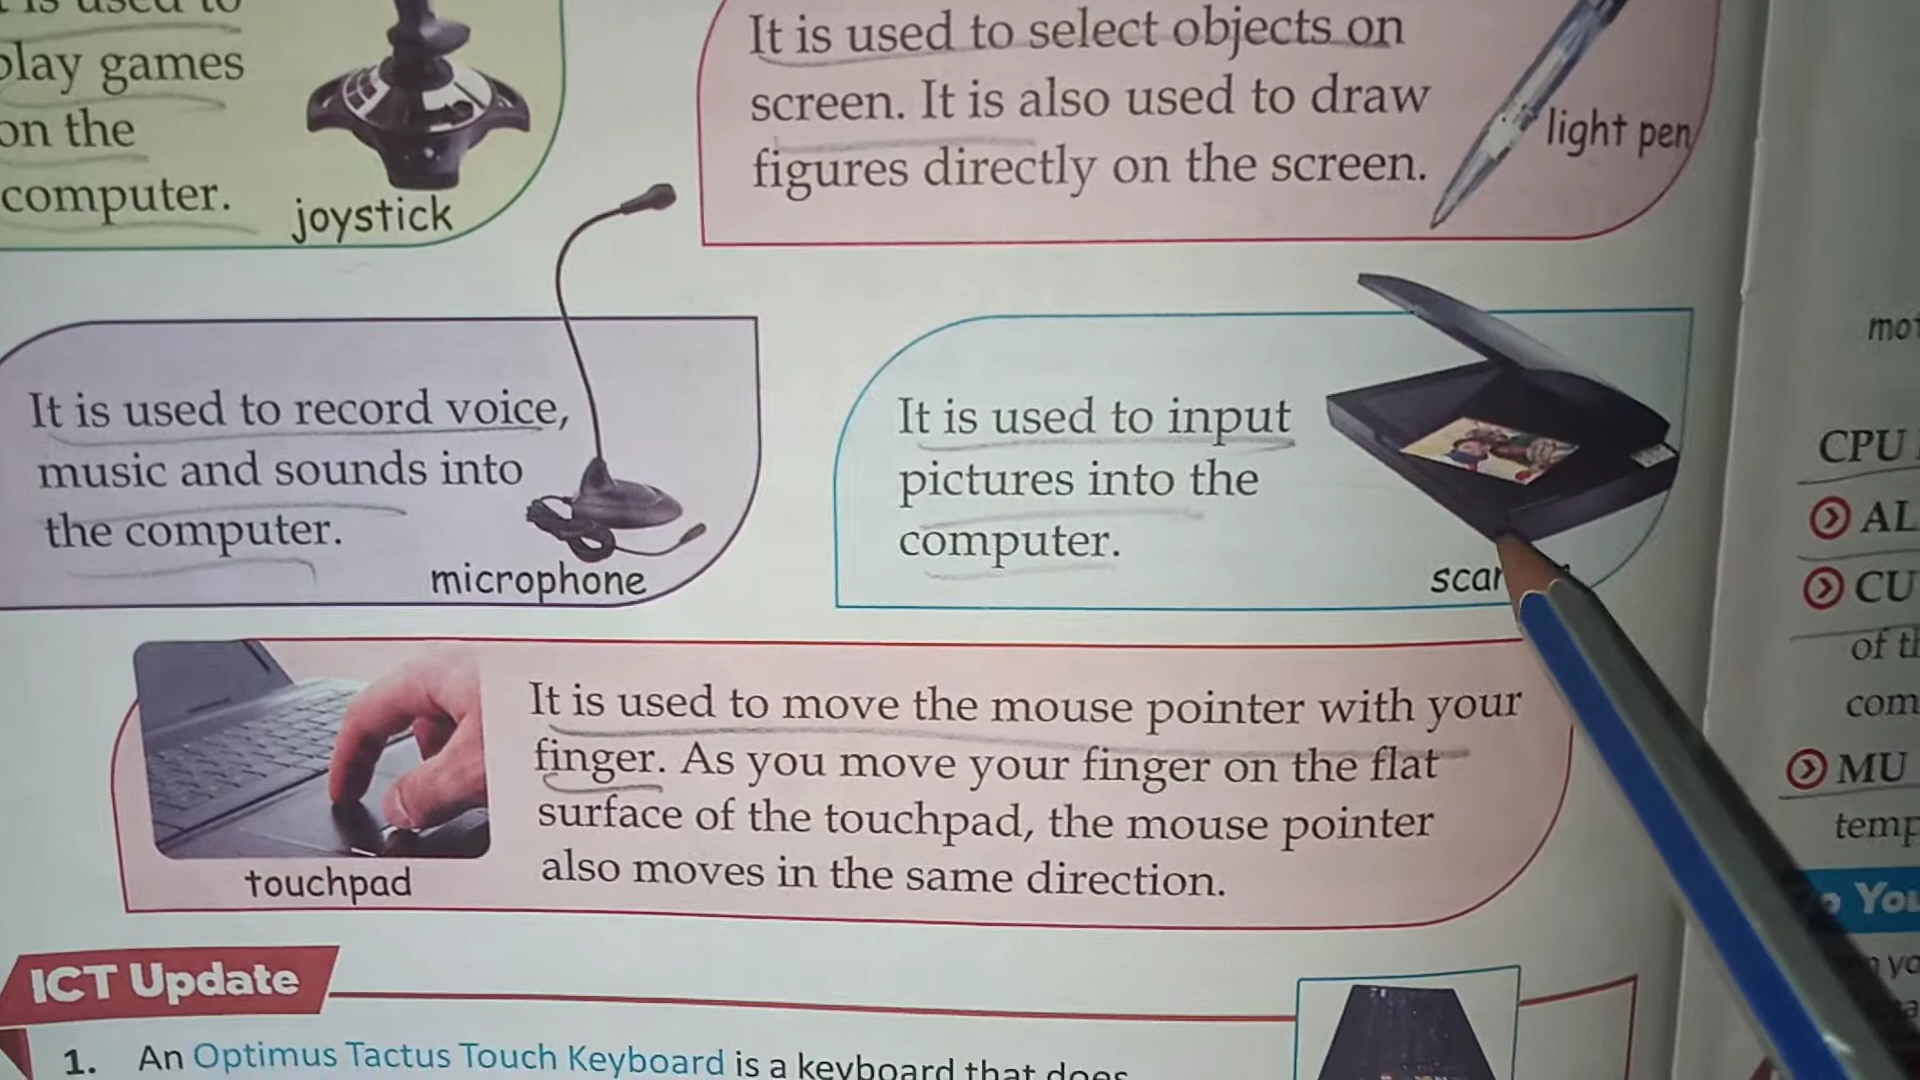 is used to
play games
on the
computer.
joystick
It is used to select objects on
screen. It is also used to draw
figures directly on the screen.
light pen
It is used to record voice,
music and sounds into
the computer.
microphone
It is used to input
pictures into the
computer.
It is used to move the mouse pointer with your
finger. As you move your finger on the flat
surface of the touchpad, the mouse pointer
also moves in the same direction.
touchpad
ICT Update
1. An Optimus Tactus Touch Keyboard is a keyboard that does
CPU
AL
CU
of
MU